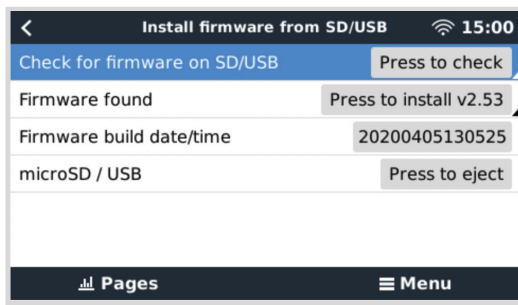 Install firmware from SD/USB 15:00
Check for firmware on SD/USB Press to check
Firmware found Press to install v2.53
Firmware build date/time 20200405130525
microSD / USB Press to eject
Pages Menu